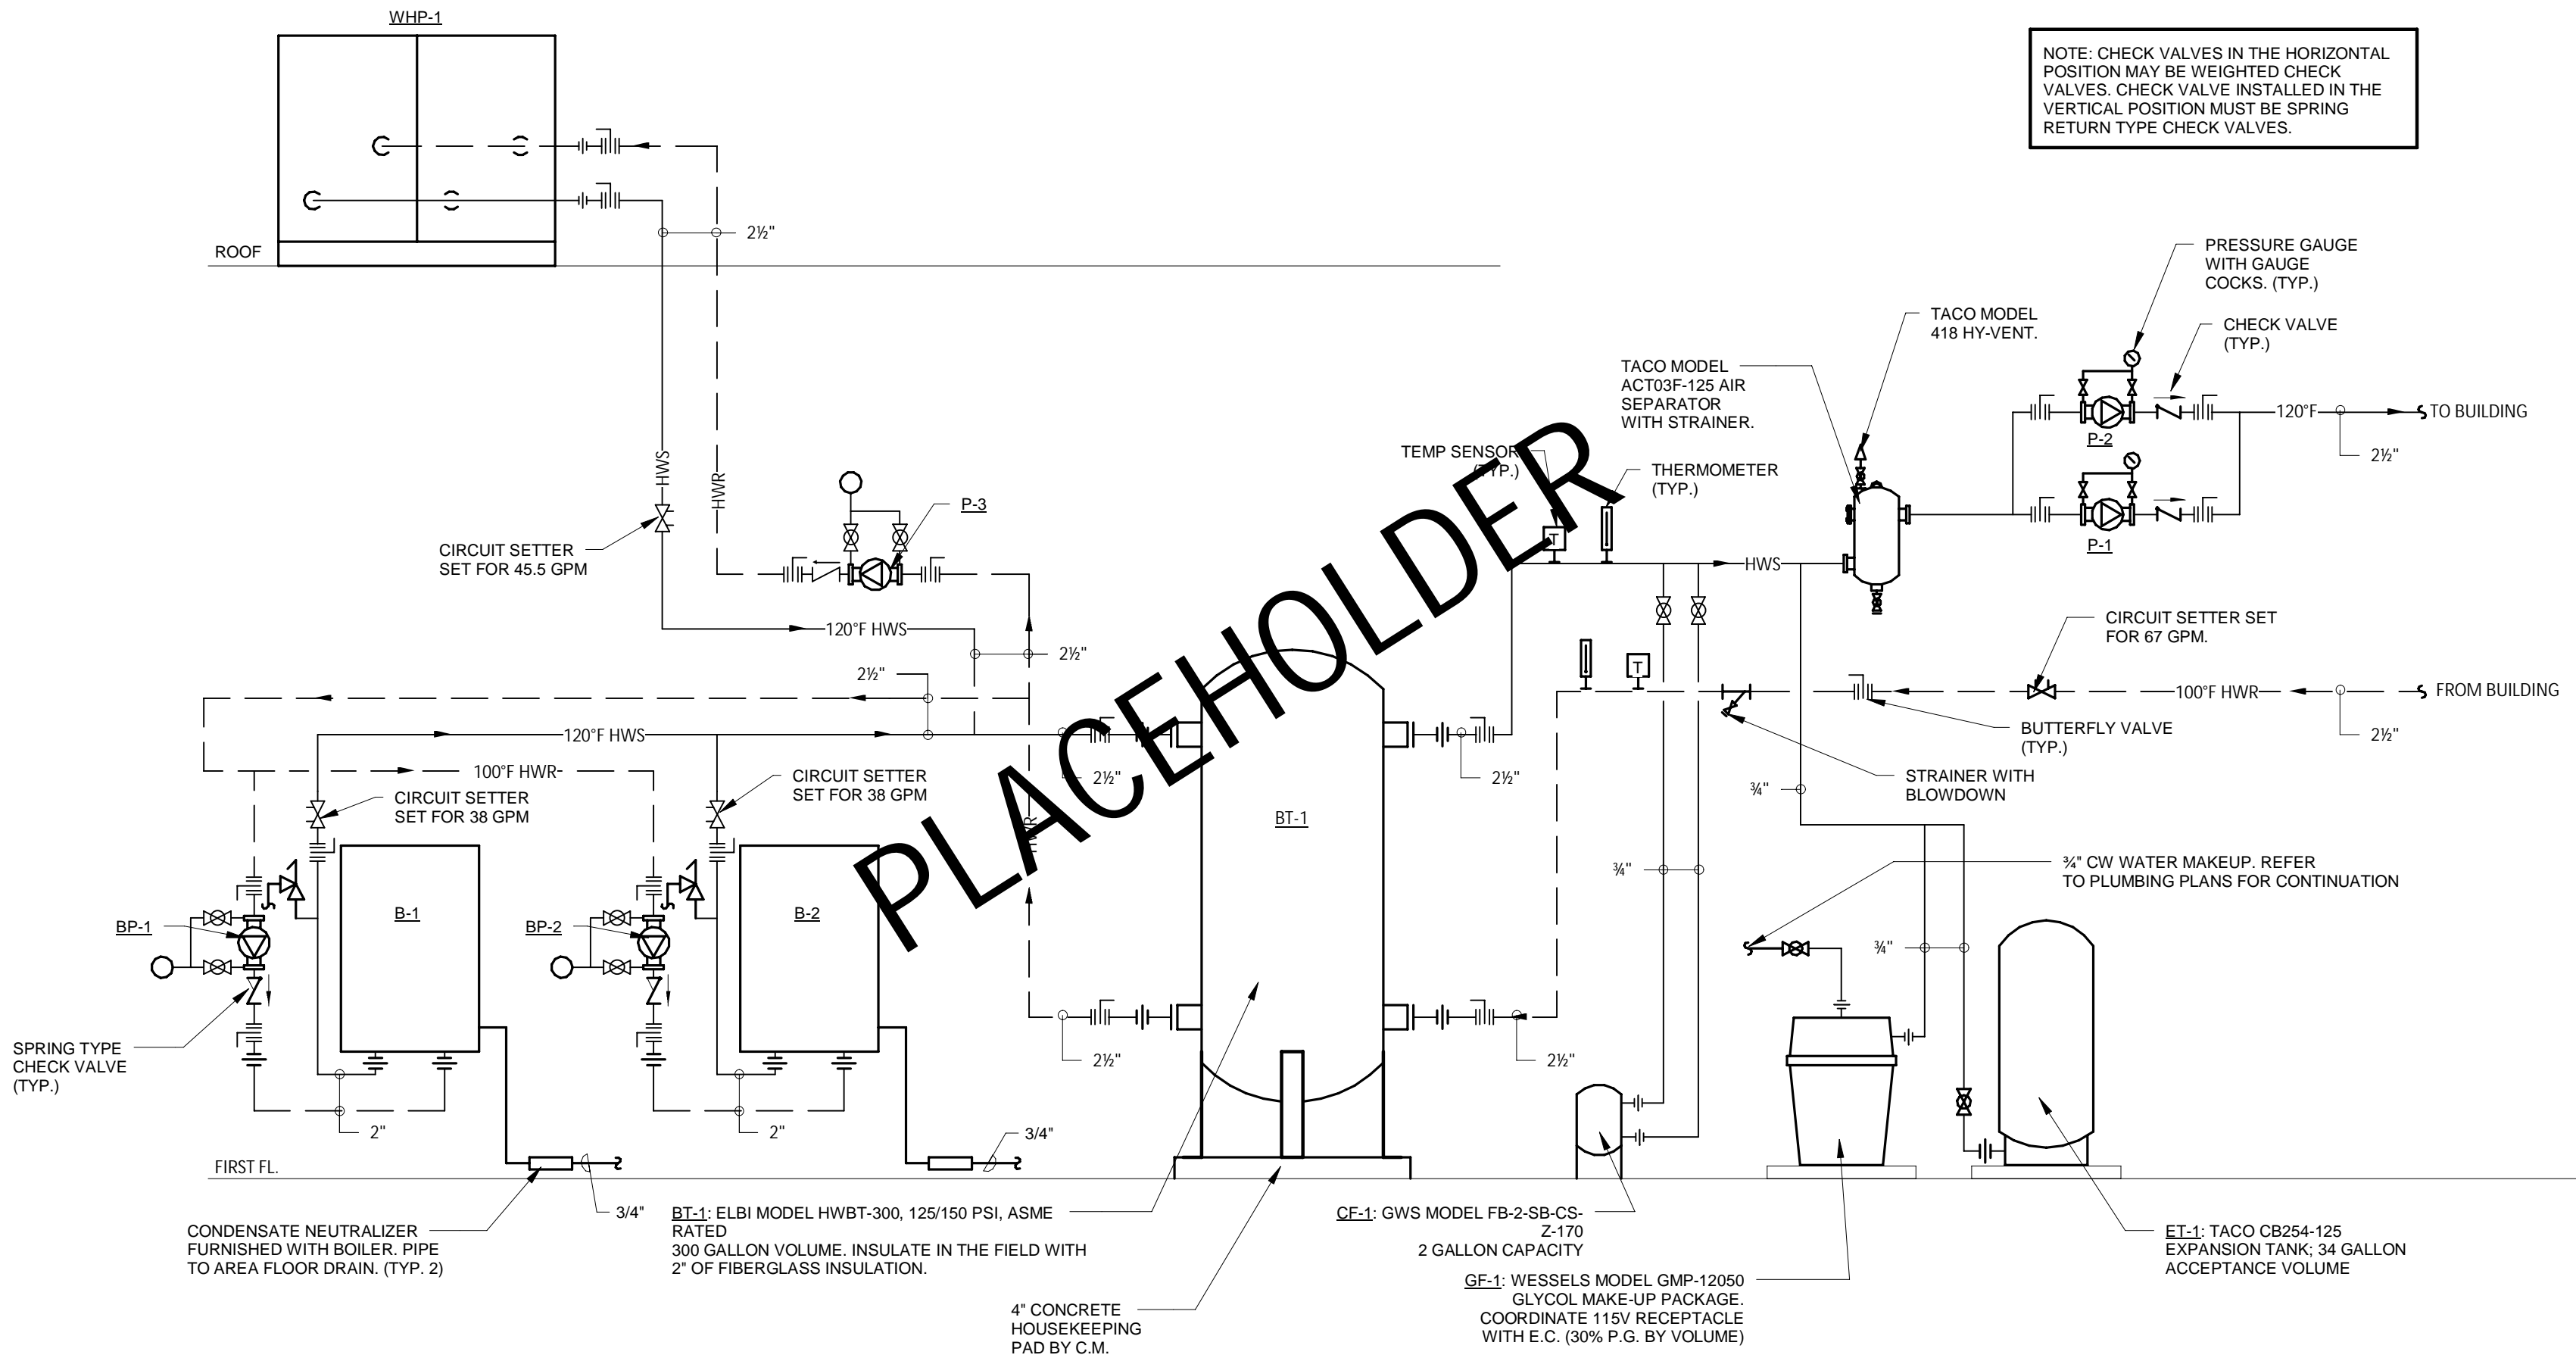 WHP-1
NOTE: CHECK VALVES IN THE HORIZONTAL
POSITION MAY BE WEIGHTED CHECK
VALVES. CHECK VALVE INSTALLED IN THE
VERTICAL POSITION MUST BE SPRING
RETURN TYPE CHECK VALVES.
2½"
ROOF
PRESSURE GAUGE
WITH GAUGE
COCKS. (TYP.)
TACO MODEL
418 HY-VENT.
CHECK VALVE
(TYP.)
TACO MODEL
ACT03F-125 AIR
SEPARATOR
WITH STRAINER.
120°F
TO BUILDING
P-2
2½"
TEMP SENSOR
(TYP.)
THERMOMETER
(TYP.)
HWS
HWR
P-3
P-1
CIRCUIT SETTER
SET FOR 45.5 GPM
T
HWS
CIRCUIT SETTER SET
FOR 67 GPM.
120°F HWS
2½"
2½"
T
100°F HWR
FROM BUILDING
BUTTERFLY VALVE
(TYP.)
2½"
120°F HWS
100°F HWR
CIRCUIT SETTER
SET FOR 38 GPM
CIRCUIT SETTER
SET FOR 38 GPM
2½"
2½"
STRAINER WITH
BLOWDOWN
¾"
PLACEHOLDER
HWR
BT-1
¾"
¾" CW WATER MAKEUP. REFER
TO PLUMBING PLANS FOR CONTINUATION
B-1
B-2
BP-1
BP-2
¾"
SPRING TYPE
CHECK VALVE
(TYP.)
2½"
2½"
2"
2"
3/4"
FIRST FL.
3/4"
CONDENSATE NEUTRALIZER
FURNISHED WITH BOILER. PIPE
TO AREA FLOOR DRAIN. (TYP. 2)
BT-1: ELBI MODEL HWBT-300, 125/150 PSI, ASME
RATED
300 GALLON VOLUME. INSULATE IN THE FIELD WITH
2" OF FIBERGLASS INSULATION.
4" CONCRETE
HOUSEKEEPING
PAD BY C.M.
CF-1: GWS MODEL FB-2-SB-CS-
Z-170
2 GALLON CAPACITY
GF-1: WESSELS MODEL GMP-12050
GLYCOL MAKE-UP PACKAGE.
COORDINATE 115V RECEPTACLE
WITH E.C. (30% P.G. BY VOLUME)
ET-1: TACO CB254-125
EXPANSION TANK; 34 GALLON
ACCEPTANCE VOLUME